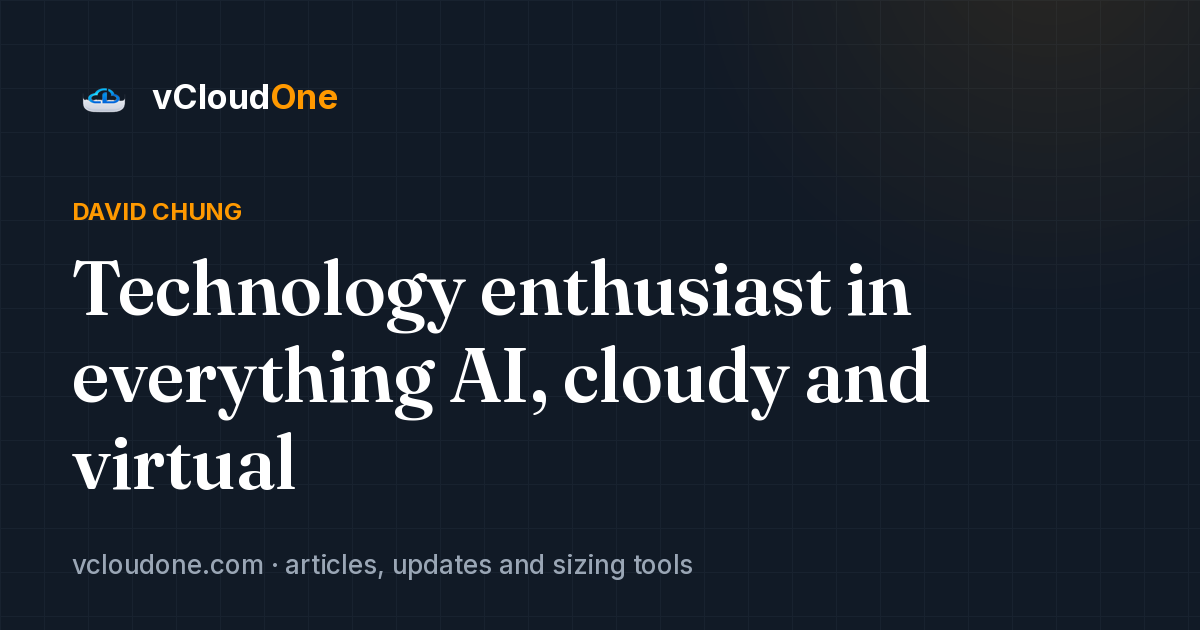 vCloudOne
DAVID CHUNG
Technology enthusiast in
everything AI, cloudy and
virtual
vcloudone.com · articles, updates and sizing tools